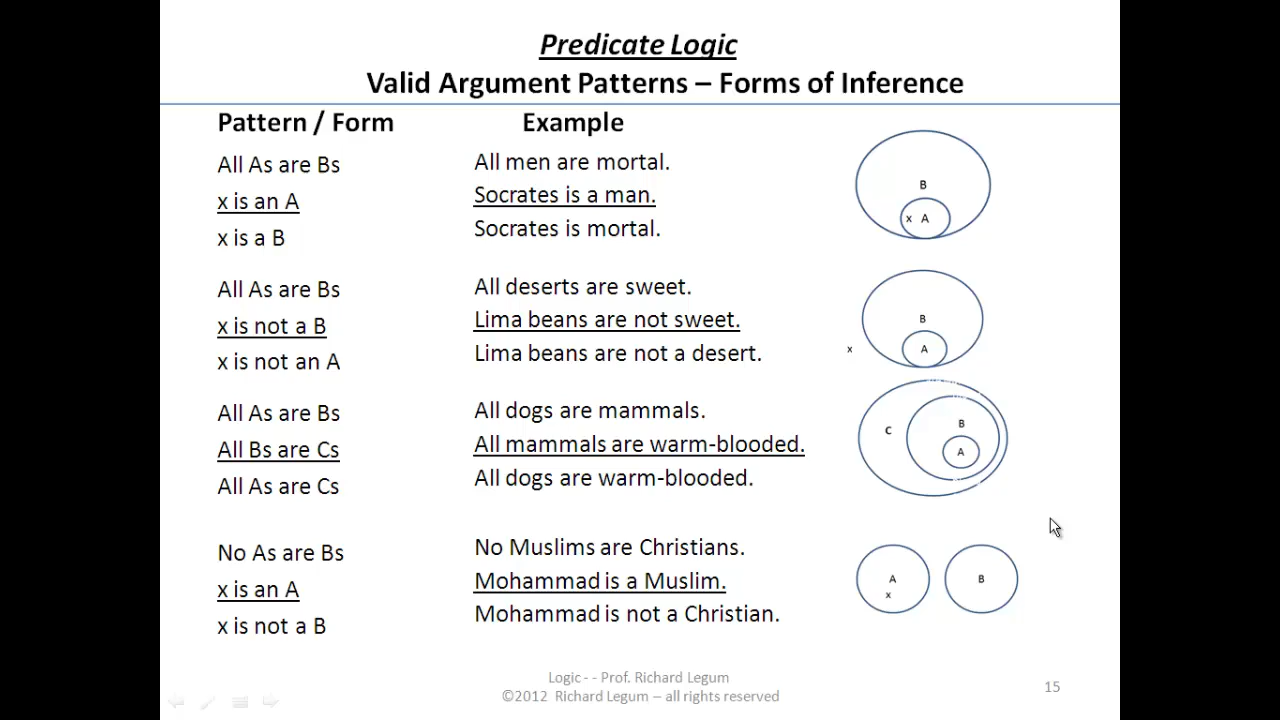 Predicate Logic
Valid Argument Patterns – Forms of Inference
Pattern / Form
Example
All As are Bs
x is an A
x is a B
All men are mortal.
Socrates is a man.
Socrates is mortal.
B
x A
All As are Bs
x is not a B
x is not an A
All deserts are sweet.
Lima beans are not sweet.
Lima beans are not a desert.
B
A
x
All As are Bs
All Bs are Cs
All As are Cs
All dogs are mammals.
All mammals are warm-blooded.
All dogs are warm-blooded.
C
B
A
No As are Bs
x is an A
x is not a B
No Muslims are Christians.
Mohammad is a Muslim.
Mohammad is not a Christian.
A
x
B
Logic - - Prof. Richard Legum
©2012 Richard Legum – all rights reserved
15